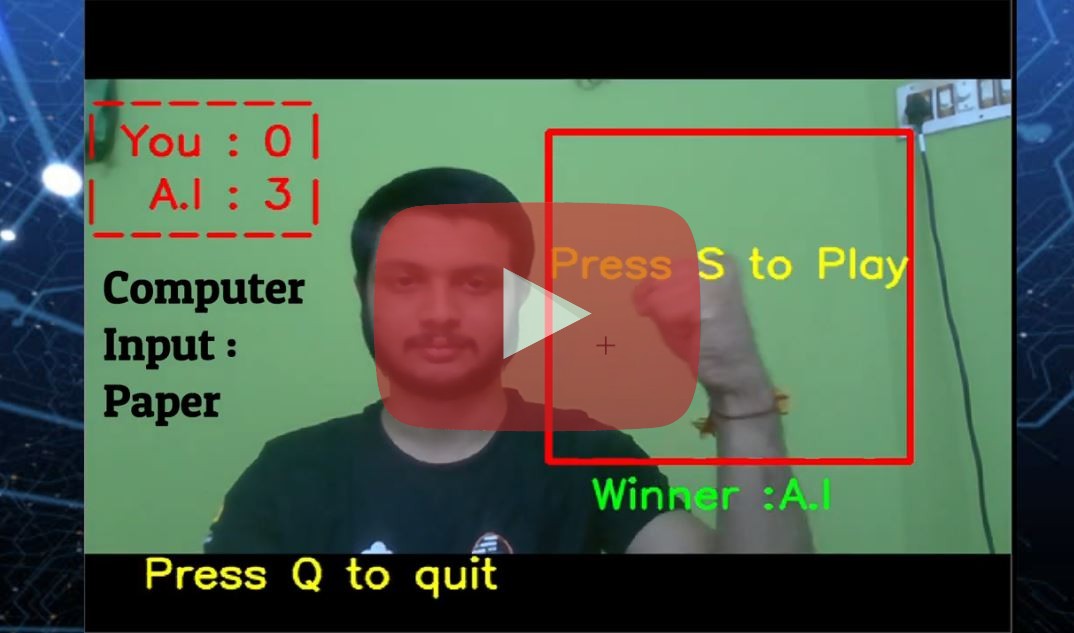 You : 0
A.I : 3
Press S to Play
Computer
Input :
Paper
Winner :A.I
Press Q to quit